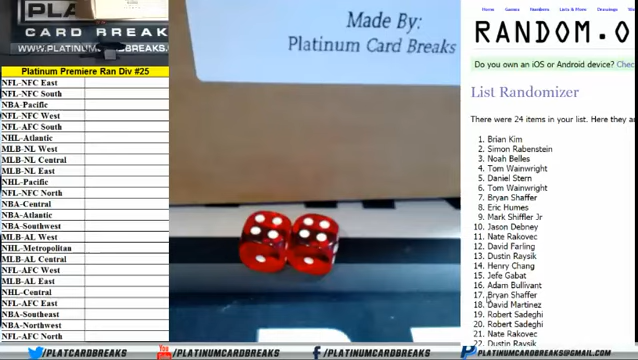 PLA
CARD BREAKS
WWW.PLATINUMCARDBREAKS.
Platinum Premiere Ran Div #25
NFL-NFC East
NFL-NFC South
NBA-Pacific
NFL-NFC West
NFL-AFC South
NHL-Atlantic
MLB-NL West
MLB-NL Central
MLB-NL East
NHL-Pacific
NFL-NFC North
NBA-Central
NBA-Atlantic
NBA-Southwest
MLB-AL West
NHL-Metropolitan
MLB-AL Central
NFL-AFC West
MLB-AL East
NHL-Central
NFL-AFC East
NBA-Southeast
NBA-Northwest
NFL-AFC North
Made By:
Platinum Card Breaks
Home Games Numbers Lists & More Drawings
RANDOM.O
Do you own an iOS or Android device? Chec
List Randomizer
There were 24 items in your list. Here they a
1. Brian Kim
2. Simon Rabenstein
3. Noah Belles
4. Tom Wainwright
5. Daniel Stern
6. Tom Wainwright
7. Bryan Shaffer
8. Eric Humes
9. Mark Shiffler Jr
10. Jason Debney
11. Nate Rakovec
12. David Farling
13. Dustin Raysik
14. Henry Chang
15. Jefe Gabat
16. Adam Bullivant
17. Bryan Shaffer
18. David Martinez
19. Robert Sadeghi
20. Robert Sadeghi
21. Nate Rakovec
22. Dustin Raysik
/PLATCARDBREAKS
/PLATINUMCARDBREAKS
/PLATINUMCARDBREAKS
PLATINUMCARDBREAKS@